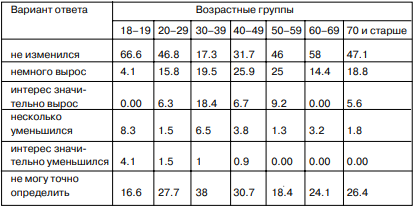 Вариант ответа Возрастные группы
18–19 20–29 30–39 40–49 50–59 60–69 70 и старше
не изменился 66.6 46.8 17.3 31.7 46 58 47.1
немного вырос 4.1 15.8 19.5 25.9 25 14.4 18.8
интерес значи-
тельно вырос 0.00 6.3 18.4 6.7 9.2 0.00 5.6
несколько
уменьшился 8.3 1.5 6.5 3.8 1.3 3.2 1.8
интерес значи-
тельно уменьшился 4.1 1.5 1 0.9 0.00 0.00 0.00
не могу точно
определить 16.6 27.7 38 30.7 18.4 24.1 26.4